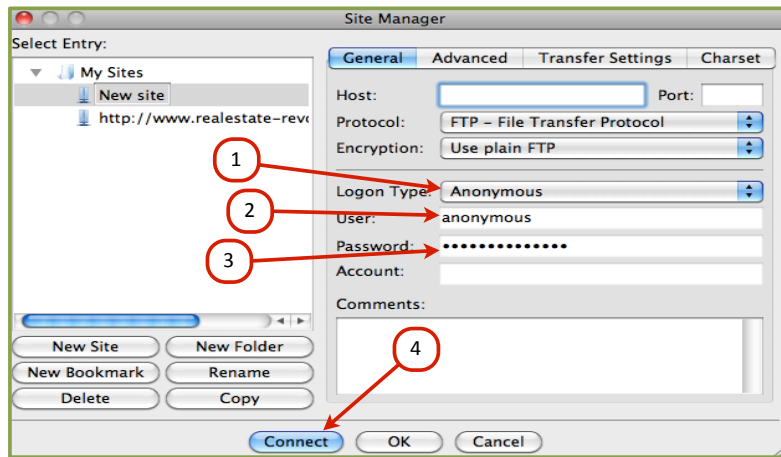 Site Manager
Select Entry:
My Sites
New site
http://www.realestate-revo
General Advanced Transfer Settings Charset
Host: Port:
Protocol: FTP – File Transfer Protocol
Encryption: Use plain FTP
1
Logon Type: Anonymous
2
User: anonymous
Password: ••••••••••••••
3
Account:
Comments:
New Site New Folder
4
New Bookmark Rename
Delete Copy
Connect OK Cancel